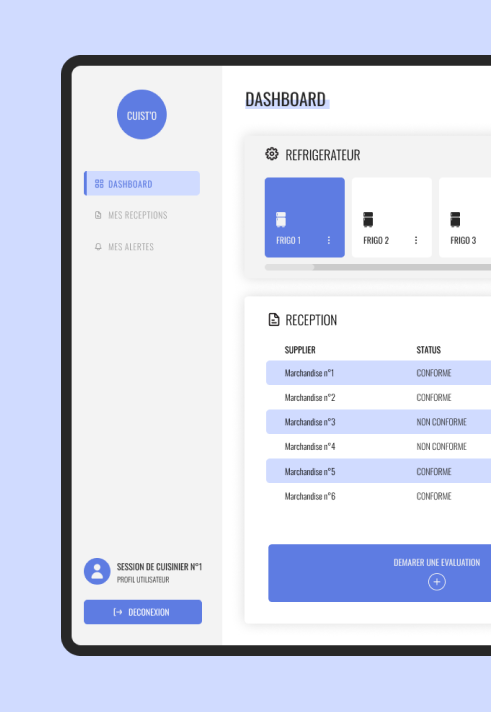 CUIST'O
DASHBOARD
MES RECEPTIONS
MES ALERTES
SESSION DE CUISINIER N°1
PROFIL UTILISATEUR
DECONEXION
DASHBOARD
REFRIGERATEUR
FRIGO 1
FRIGO 2
FRIGO 3
RECEPTION
SUPPLIER STATUS
Marchandise n°1 CONFORME
Marchandise n°2 CONFORME
Marchandise n°3 NON CONFORME
Marchandise n°4 NON CONFORME
Marchandise n°5 CONFORME
Marchandise n°6 CONFORME
DEMARER UNE EVALUATION